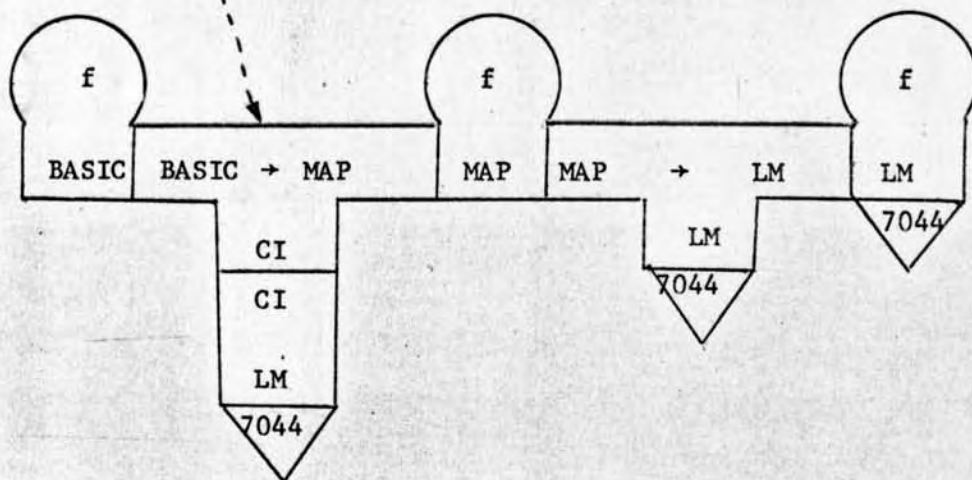 f f f
BASIC BASIC → MAP MAP MAP → LM LM
7044
CI LM
CI 7044
LM
7044